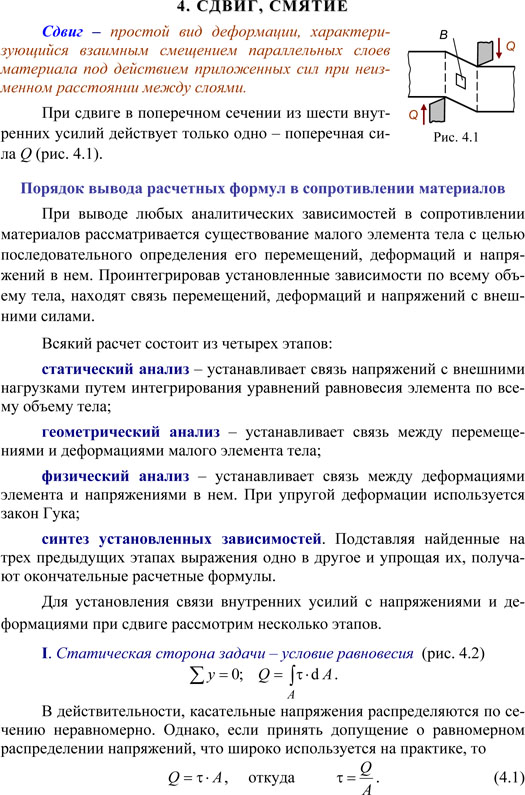 4. СДВИГ, СМЯТИЕ
Сдвиг – простой вид деформации, характери-
зующийся взаимным смещением параллельных слоев
материала под действием приложенных сил при неиз-
менном расстоянии между слоями.
B
Q
Q
Рис. 4.1
При сдвиге в поперечном сечении из шести внут-
ренних усилий действует только одно – поперечная си-
ла Q (рис. 4.1).
Порядок вывода расчетных формул в сопротивлении материалов
При выводе любых аналитических зависимостей в сопротивлении
материалов рассматривается существование малого элемента тела с целью
последовательного определения его перемещений, деформаций и напря-
жений в нем. Проинтегрировав установленные зависимости по всему объ-
ему тела, находят связь перемещений, деформаций и напряжений с внеш-
ними силами.
Всякий расчет состоит из четырех этапов:
статический анализ – устанавливает связь напряжений с внешними
нагрузками путем интегрирования уравнений равновесия элемента по все-
му объему тела;
геометрический анализ – устанавливает связь между перемеще-
ниями и деформациями малого элемента тела;
физический анализ – устанавливает связь между деформациями
элемента и напряжениями в нем. При упругой деформации используется
закон Гука;
синтез установленных зависимостей. Подставляя найденные на
трех предыдущих этапах выражения одно в другое и упрощая их, получа-
ют окончательные расчетные формулы.
Для установления связи внутренних усилий с напряжениями и де-
формациями при сдвиге рассмотрим несколько этапов.
I. Статическая сторона задачи – условие равновесия (рис. 4.2)
∑ y = 0; Q = ∫_A τ · d A.
В действительности, касательные напряжения распределяются по се-
чению неравномерно. Однако, если принять допущение о равномерном
распределении напряжений, что широко используется на практике, то
Q = τ · A, откуда τ = Q/A. (4.1)